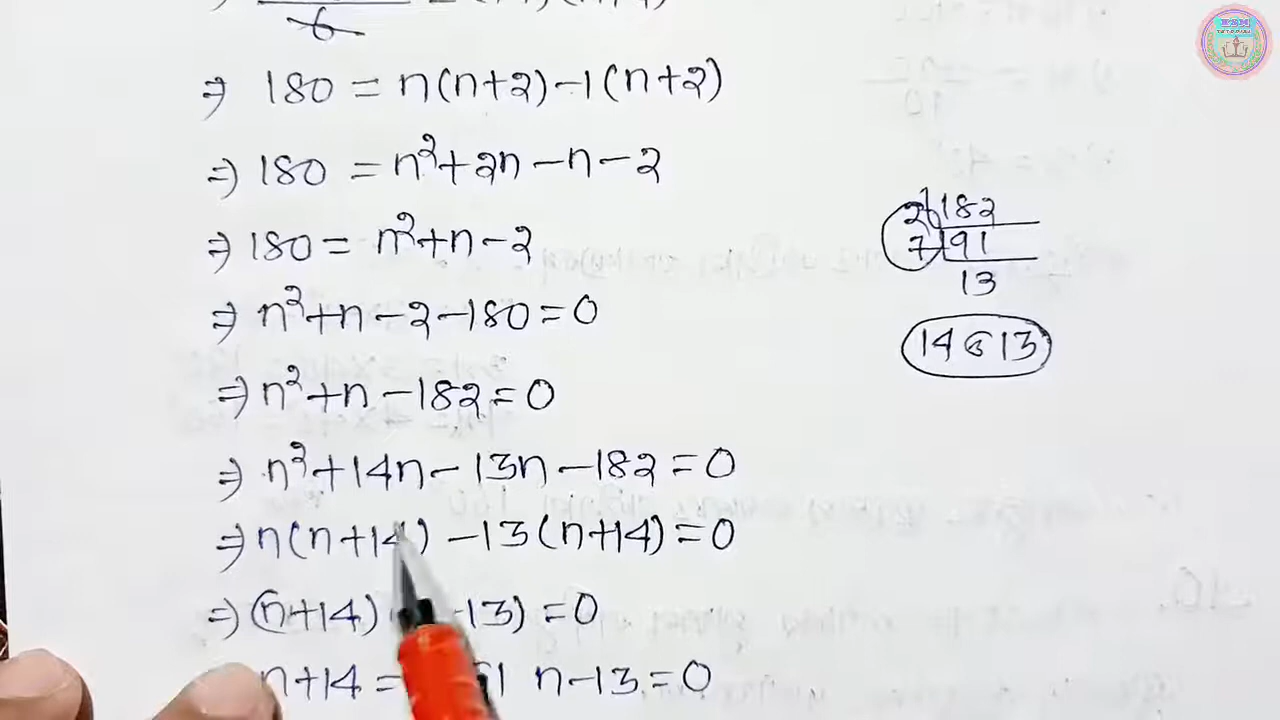 6
⇒ 180 = n(n+2)-1(n+2)
⇒ 180 = n²+2n-n-2
⇒ 180 = n²+n-2
⇒ n²+n-2-180=0
⇒ n²+n-182=0
⇒ n²+14n-13n-182=0
⇒ n(n+14)-13(n+14)=0
⇒ (n+14) -13)=0
n+14= n-13=0
2 182
7 91
13
14 ও 13